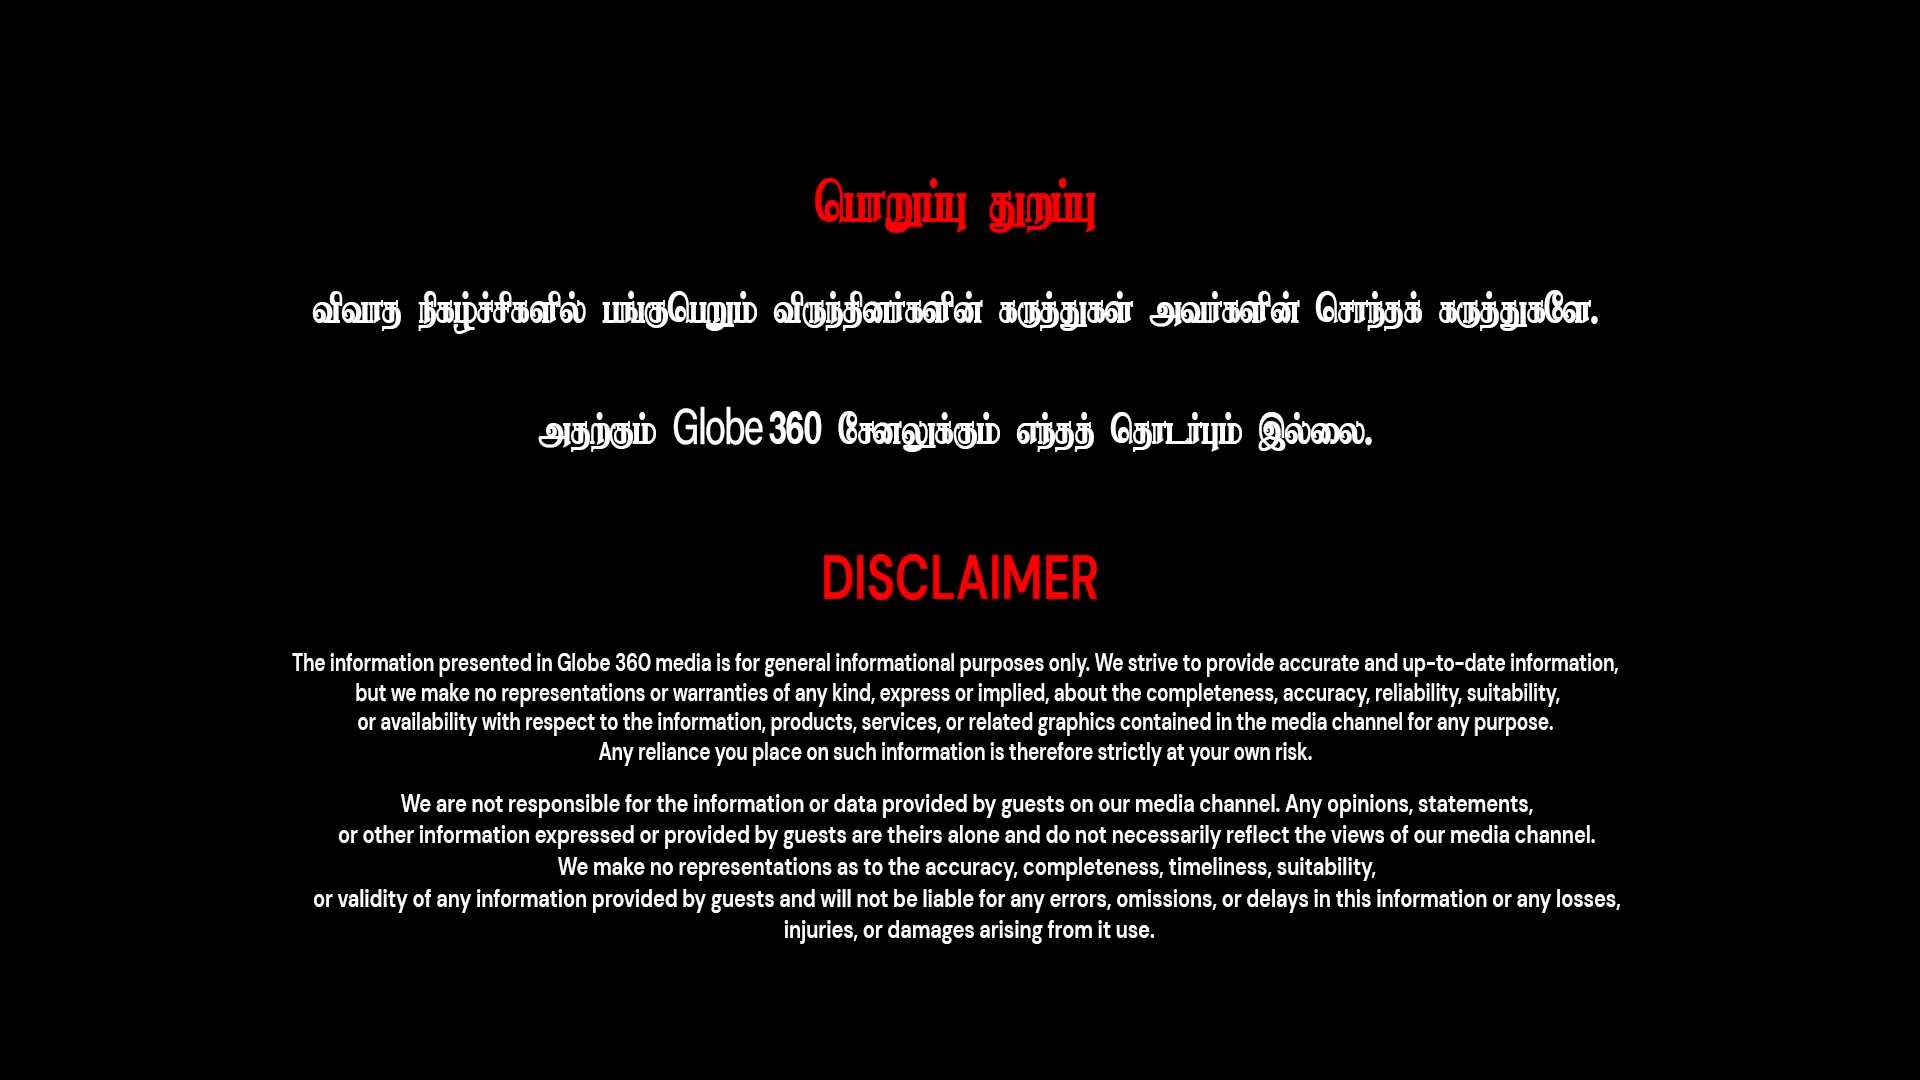 பொறுப்பு துறப்பு
விவாத நிகழ்ச்சிகளில் பங்குபெறும் விருந்தினர்களின் கருத்துகள் அவர்களின் சொந்தக் கருத்துகளே.
அதற்கும் Globe 360 சேனலுக்கும் எந்தத் தொடர்பும் இல்லை.
DISCLAIMER
The information presented in Globe 360 media is for general informational purposes only. We strive to provide accurate and up-to-date information,
but we make no representations or warranties of any kind, express or implied, about the completeness, accuracy, reliability, suitability,
or availability with respect to the information, products, services, or related graphics contained in the media channel for any purpose.
Any reliance you place on such information is therefore strictly at your own risk.
We are not responsible for the information or data provided by guests on our media channel. Any opinions, statements,
or other information expressed or provided by guests are theirs alone and do not necessarily reflect the views of our media channel.
We make no representations as to the accuracy, completeness, timeliness, suitability,
or validity of any information provided by guests and will not be liable for any errors, omissions, or delays in this information or any losses,
injuries, or damages arising from it use.